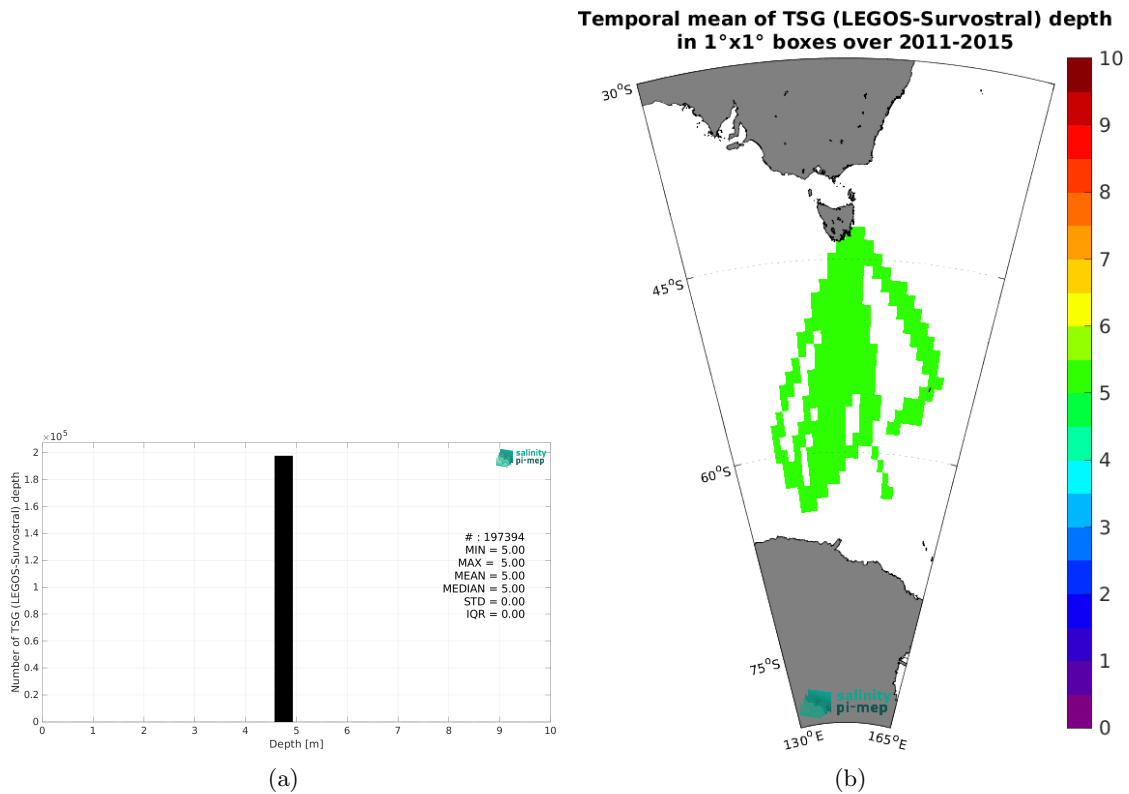 ×10⁵
2
1.8
1.6
1.4
1.2
1
0.8
0.6
0.4
0.2
0
Number of TSG (LEGOS-Survostral) depth
salinity
pi-mep
# : 197394
MIN = 5.00
MAX = 5.00
MEAN = 5.00
MEDIAN = 5.00
STD = 0.00
IQR = 0.00
0 1 2 3 4 5 6 7 8 9 10
Depth [m]
(a)
Temporal mean of TSG (LEGOS-Survostral) depth
in 1°x1° boxes over 2011-2015
30°S
45°S
60°S
75°S
130°E 165°E
salinity
pi-mep
10
9
8
7
6
5
4
3
2
1
0
(b)